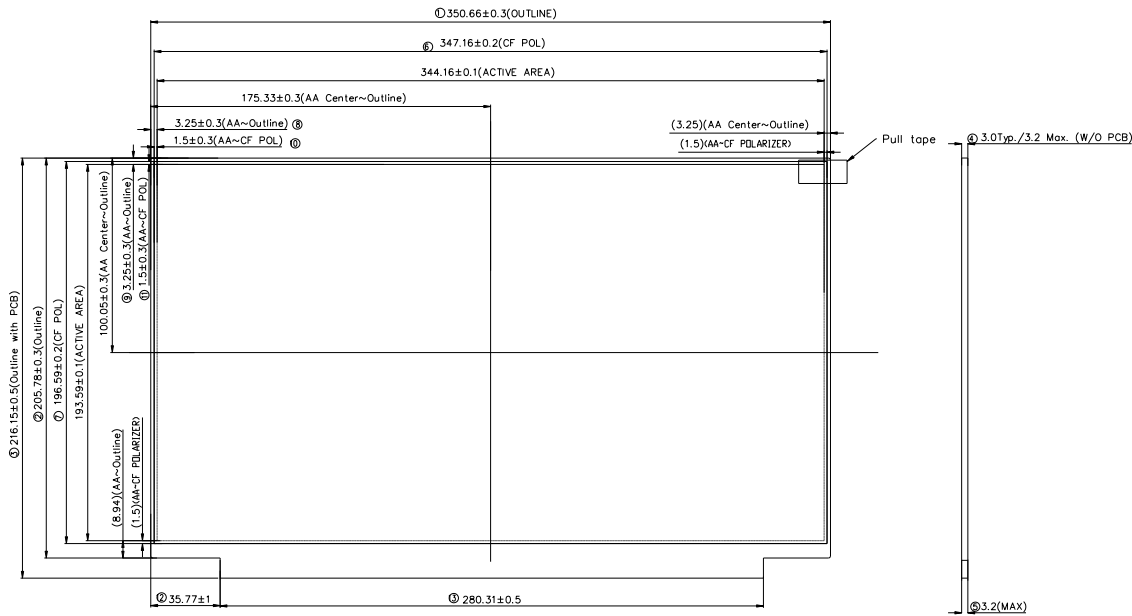 ①350.66±0.3(OUTLINE)
⑥ 347.16±0.2(CF POL)
344.16±0.1(ACTIVE AREA)
175.33±0.3(AA Center~Outline)
3.25±0.3(AA~Outline) ⑧
1.5±0.3(AA~CF POL) ⑩
(3.25)(AA Center~Outline)
(1.5)(AA-CF POLARIZER)
Pull tape
④ 3.0Typ./3.2 Max. (W/O PCB)
③ 216.15±0.5(Outline with PCB)
② 205.78±0.3(Outline)
⑦ 196.59±0.2(CF POL)
193.59±0.1(ACTIVE AREA)
100.05±0.3(AA Center~Outline)
⑨ 3.25±0.3(AA~Outline)
⑪ 1.5±0.3(AA~CF POL)
(8.94)(AA~Outline)
(1.5)(AA-CF POLARIZER)
⑫ 35.77±1
⑬ 280.31±0.5
⑤3.2(MAX)